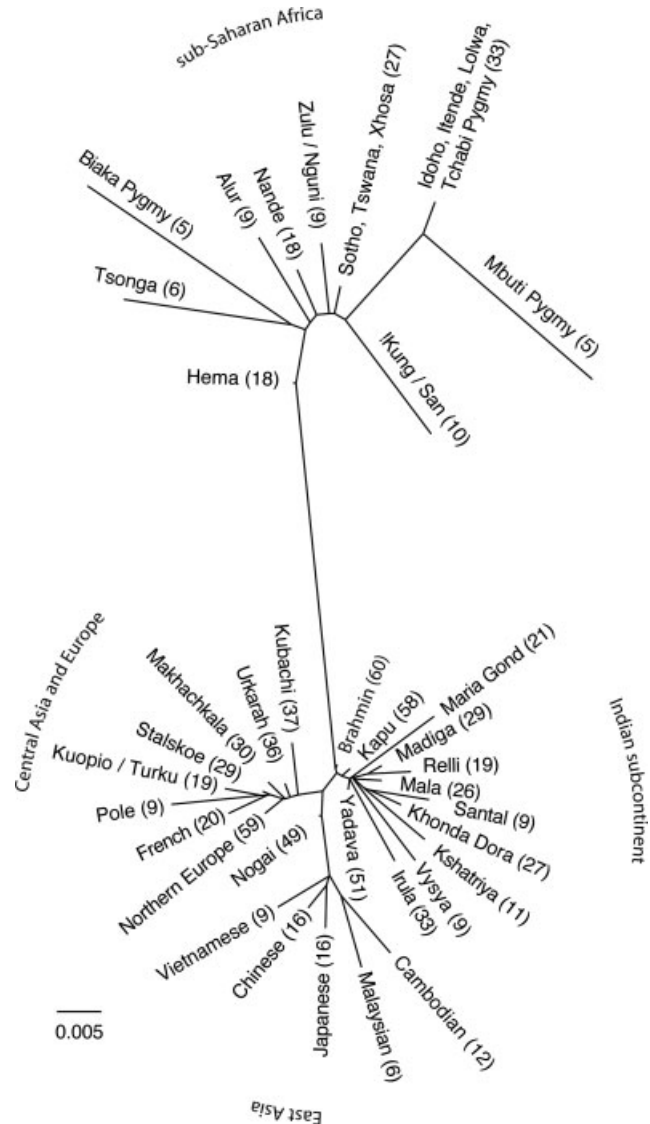 sub-Saharan Africa
Biaka Pygmy (5)
Tsonga (6)
Alur (9)
Nande (18)
Zulu / Nguni (9)
Sotho, Tswana, Xhosa (27)
Idoho, Itende, Lolwa,
Tchabi Pygmy (33)
Mbuti Pygmy (5)
!Kung / San (10)
Hema (18)
Central Asia and Europe
Kubachi (37)
Urkarah (36)
Makhachkala (30)
Stalskoe (29)
Kuopio / Turku (19)
Pole (9)
French (20)
Northern Europe (59)
Nogai (49)
Indian subcontinent
Brahmin (60)
Kapu (58)
Maria Gond (21)
Madiga (29)
Relli (19)
Mala (26)
Santal (9)
Khonda Dora (27)
Kshatriya (11)
Vysya (9)
Irula (33)
Yadava (51)
Vietnamese (9)
Chinese (16)
Japanese (16)
Malaysian (6)
Cambodian (12)
East Asia
0.005